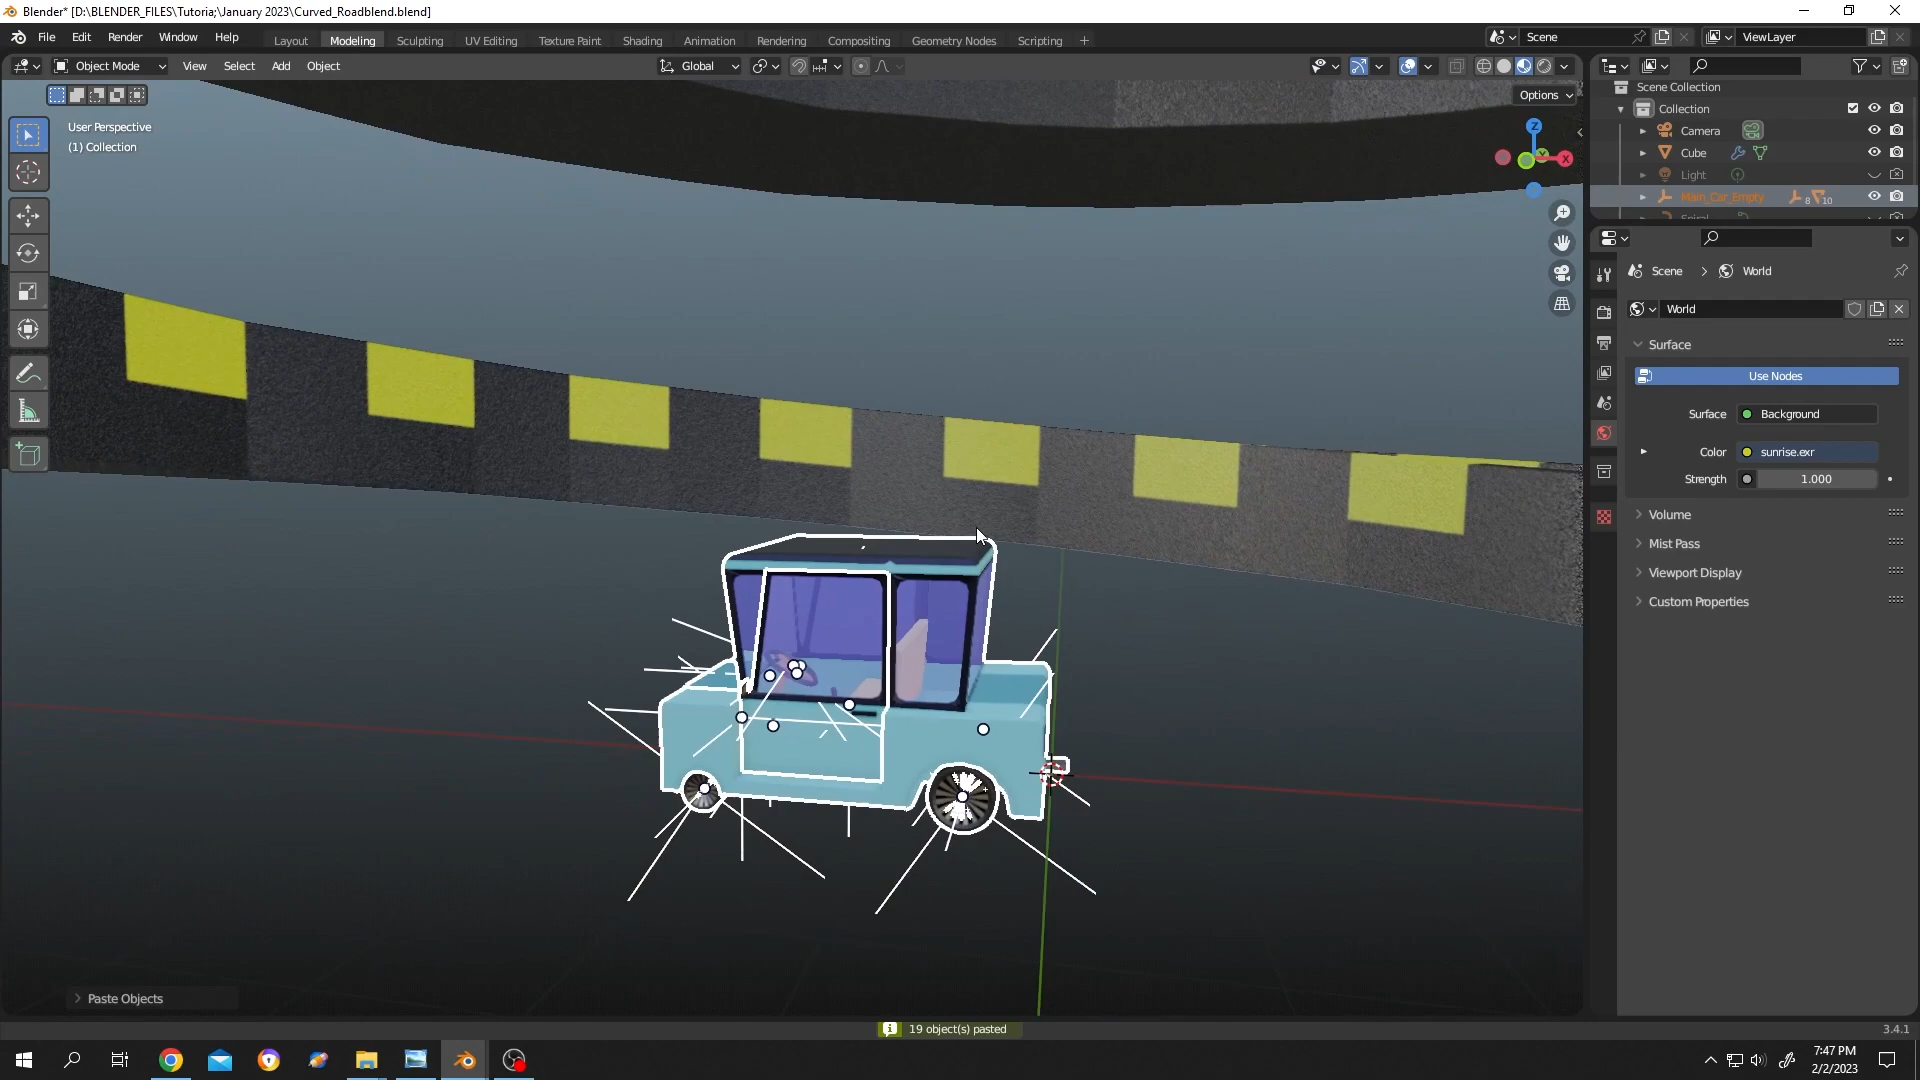 Blender* [D:\BLENDER_FILES\Tutoria;\January 2023\Curved_Roadblend.blend]
File Edit Render Window Help
Layout Modeling Sculpting UV Editing Texture Paint Shading Animation Rendering Compositing Geometry Nodes Scripting
Scene
ViewLayer
Object Mode View Select Add Object
Global
Options
User Perspective
(1) Collection
Z
Y
X
Scene Collection
Collection
Camera
Cube
Light
Main_Car_Empty 8 10
Spiral
Scene World
World
Surface
Use Nodes
Surface Background
Color sunrise.exr
Strength 1.000
Volume
Mist Pass
Viewport Display
Custom Properties
Paste Objects
19 object(s) pasted
3.4.1
7:47 PM
2/2/2023